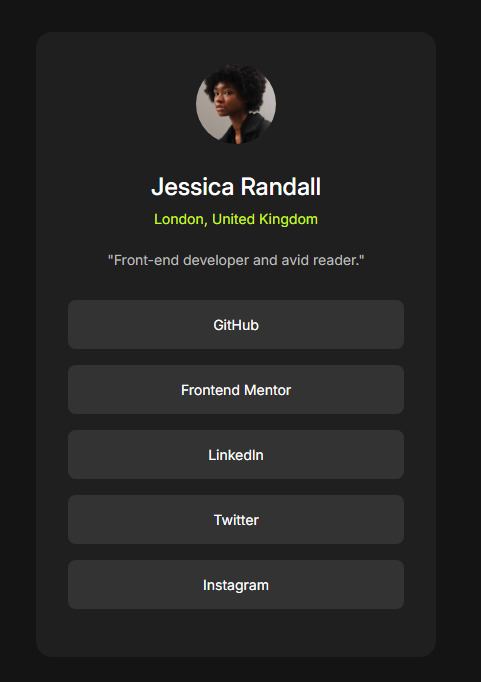 Jessica Randall
London, United Kingdom
"Front-end developer and avid reader."
GitHub
Frontend Mentor
LinkedIn
Twitter
Instagram